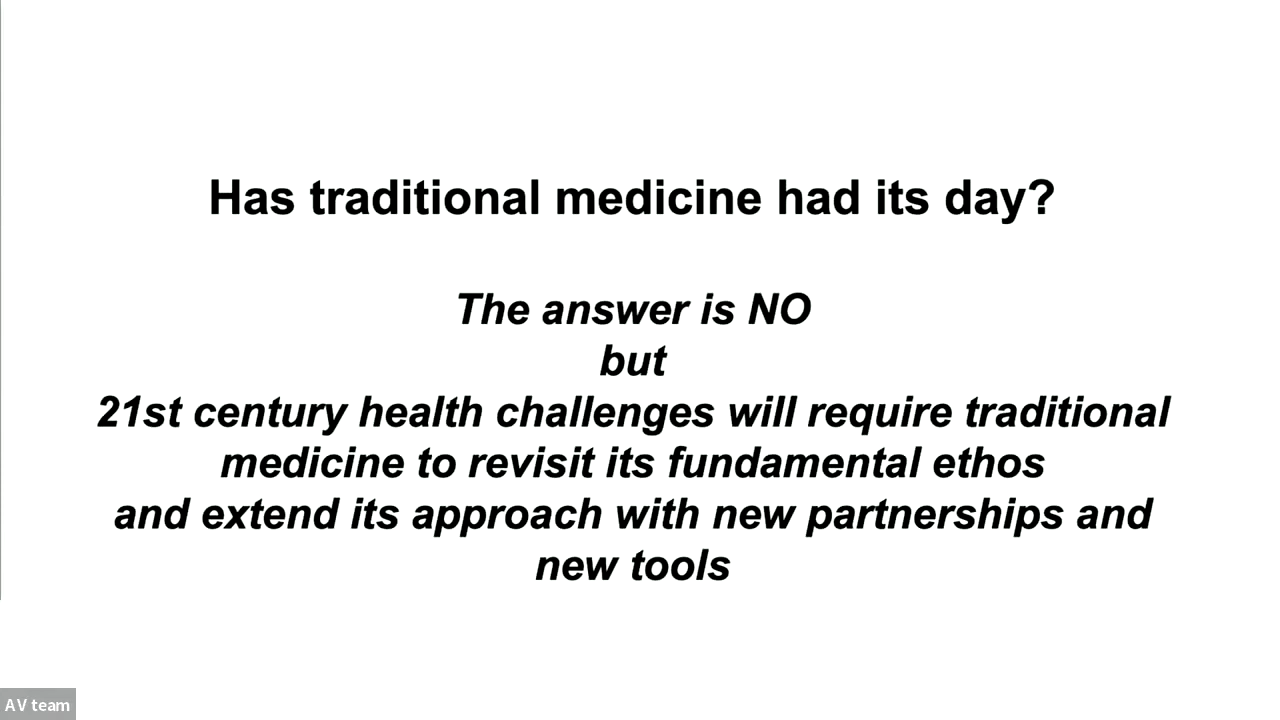 Has traditional medicine had its day?
The answer is NO
but
21st century health challenges will require traditional
medicine to revisit its fundamental ethos
and extend its approach with new partnerships and
new tools
AV team